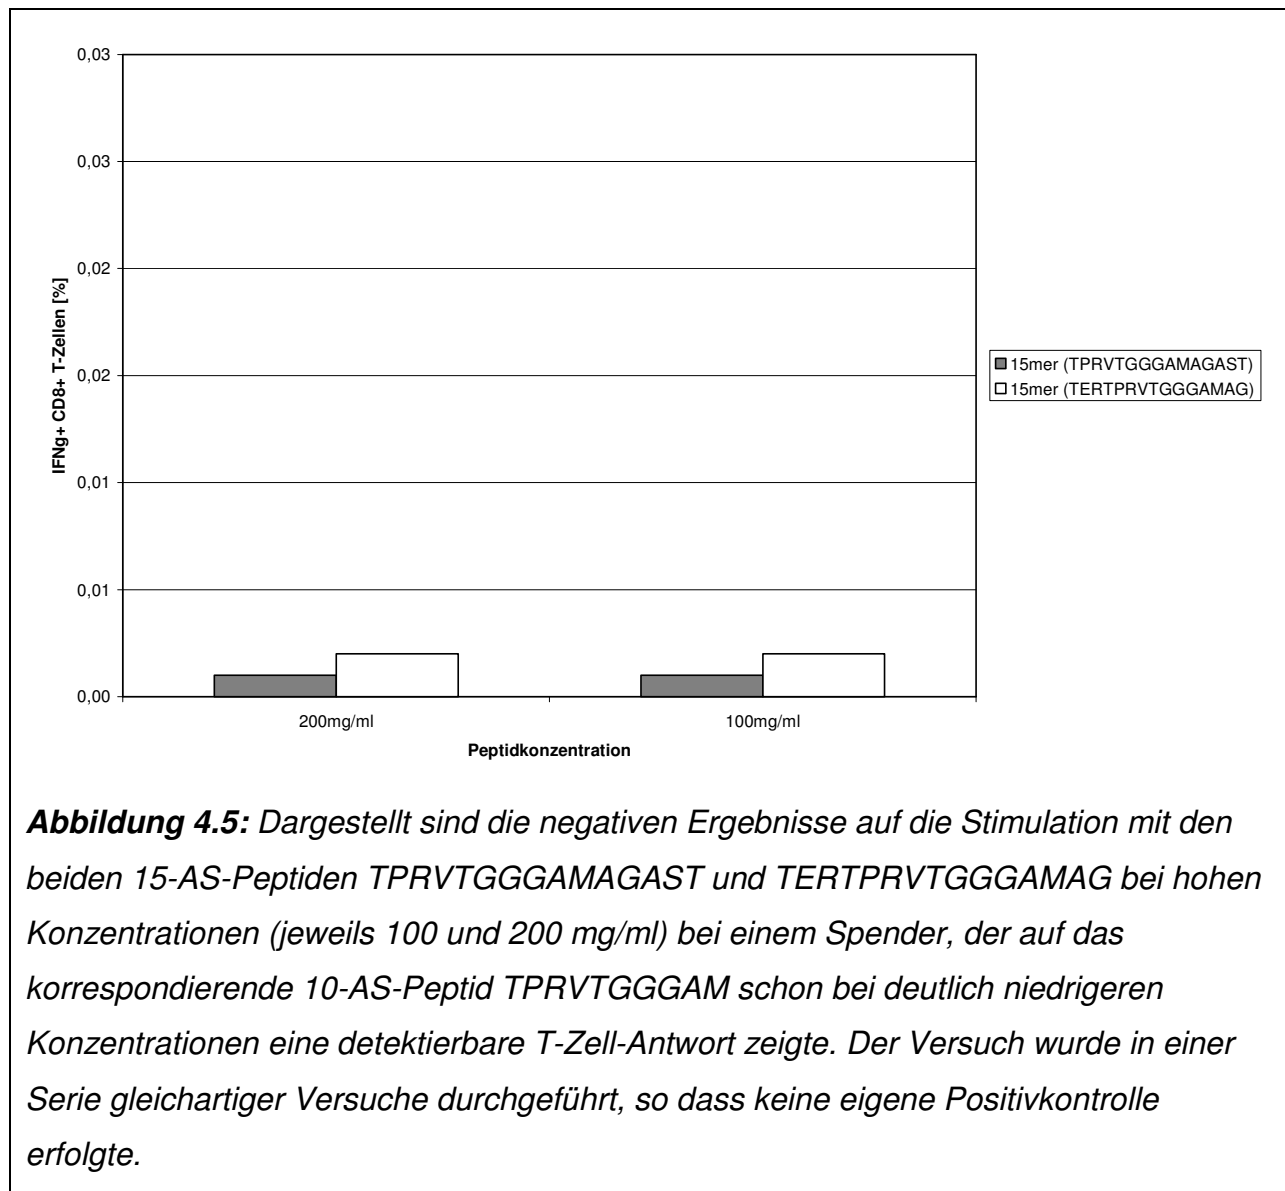 0,03
0,03
0,02
0,02
0,01
0,01
0,00
IFNg+ CD8+ T-Zellen [%]
200mg/ml
100mg/ml
Peptidkonzentration
15mer (TPRVTGGGAMAGAST)
15mer (TERTPRVTGGGAMAG)
Abbildung 4.5: Dargestellt sind die negativen Ergebnisse auf die Stimulation mit den
beiden 15-AS-Peptiden TPRVTGGGAMAGAST und TERTPRVTGGGAMAG bei hohen
Konzentrationen (jeweils 100 und 200 mg/ml) bei einem Spender, der auf das
korrespondierende 10-AS-Peptid TPRVTGGGAM schon bei deutlich niedrigeren
Konzentrationen eine detektierbare T-Zell-Antwort zeigte. Der Versuch wurde in einer
Serie gleichartiger Versuche durchgeführt, so dass keine eigene Positivkontrolle
erfolgte.